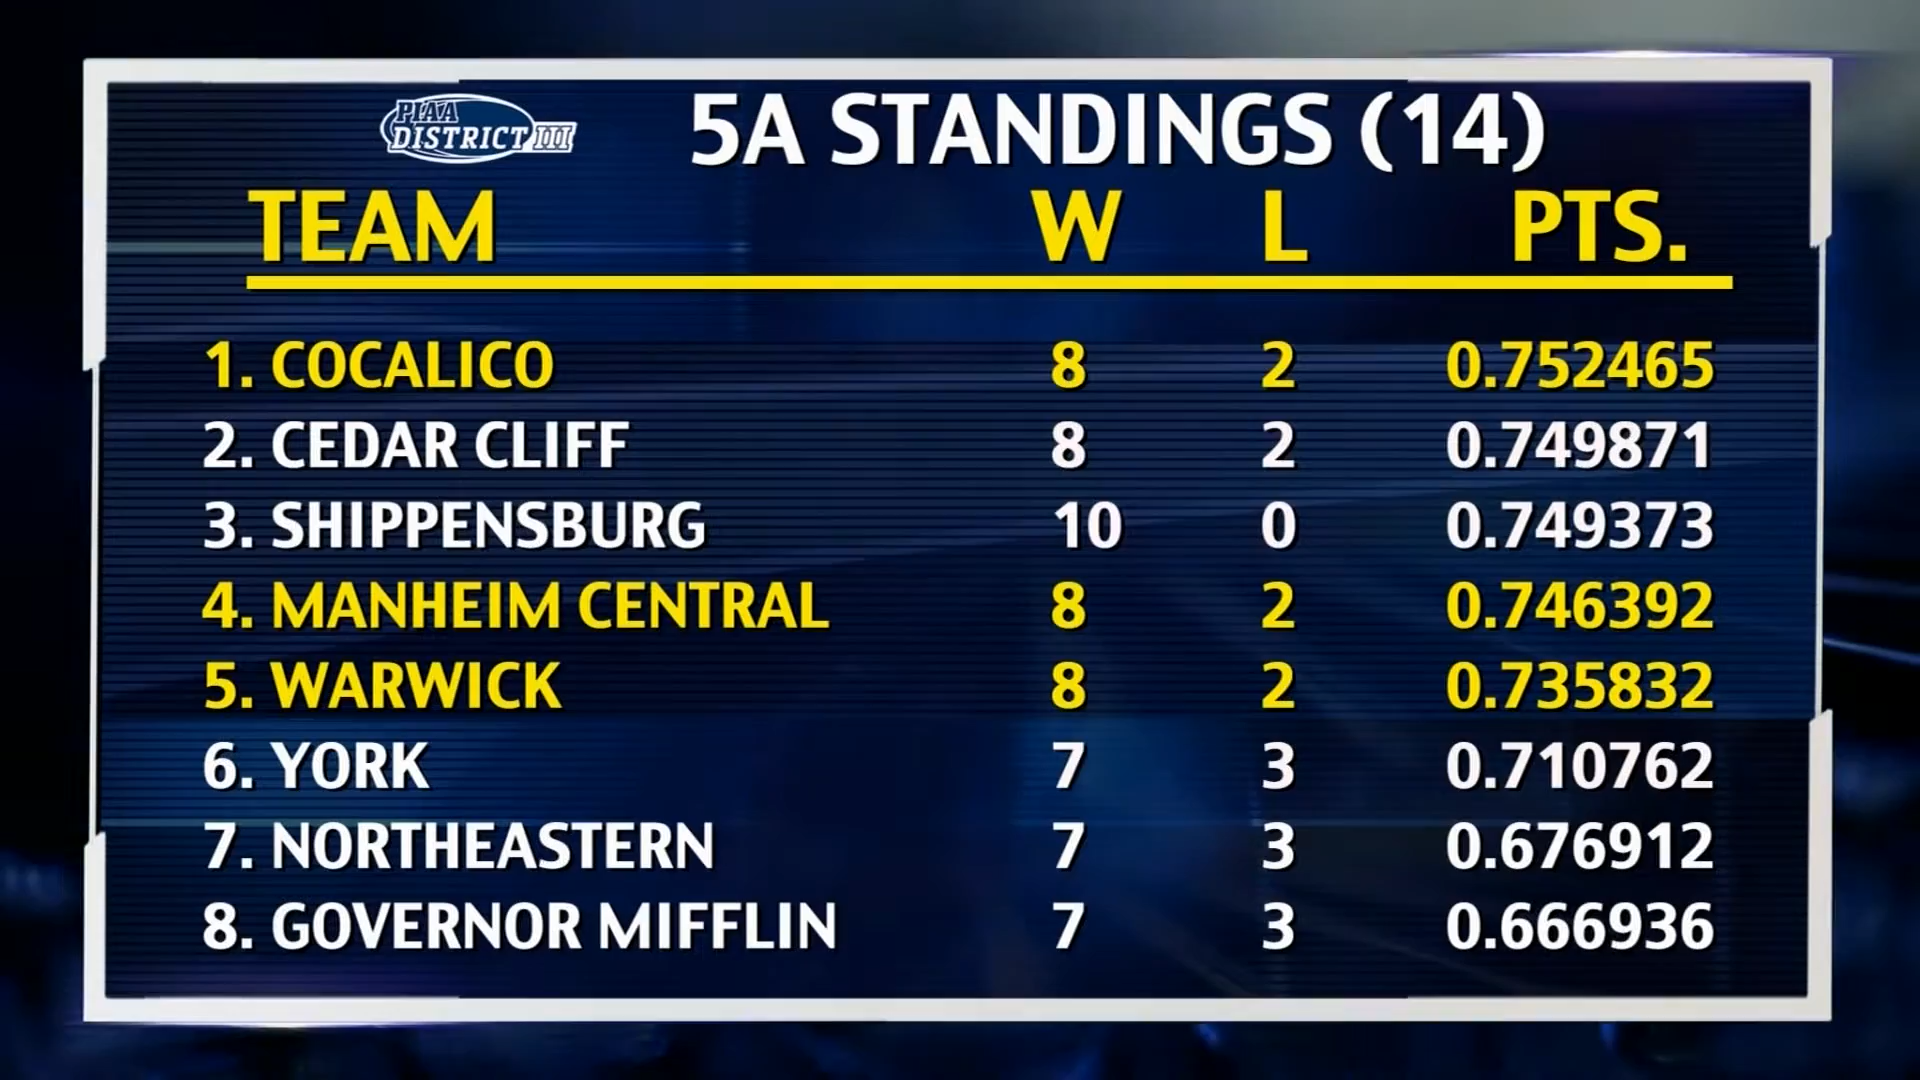 PIAA
DISTRICT III
5A STANDINGS (14)
TEAM W L PTS.
1. COCALICO 8 2 0.752465
2. CEDAR CLIFF 8 2 0.749871
3. SHIPPENSBURG 10 0 0.749373
4. MANHEIM CENTRAL 8 2 0.746392
5. WARWICK 8 2 0.735832
6. YORK 7 3 0.710762
7. NORTHEASTERN 7 3 0.676912
8. GOVERNOR MIFFLIN 7 3 0.666936